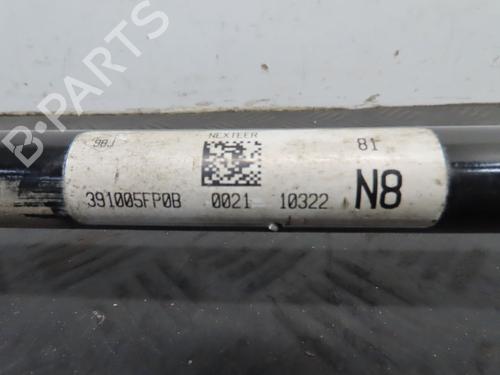 B-PARTS
98J NEXTEER 81
391005FP0B 0021 10322 N8